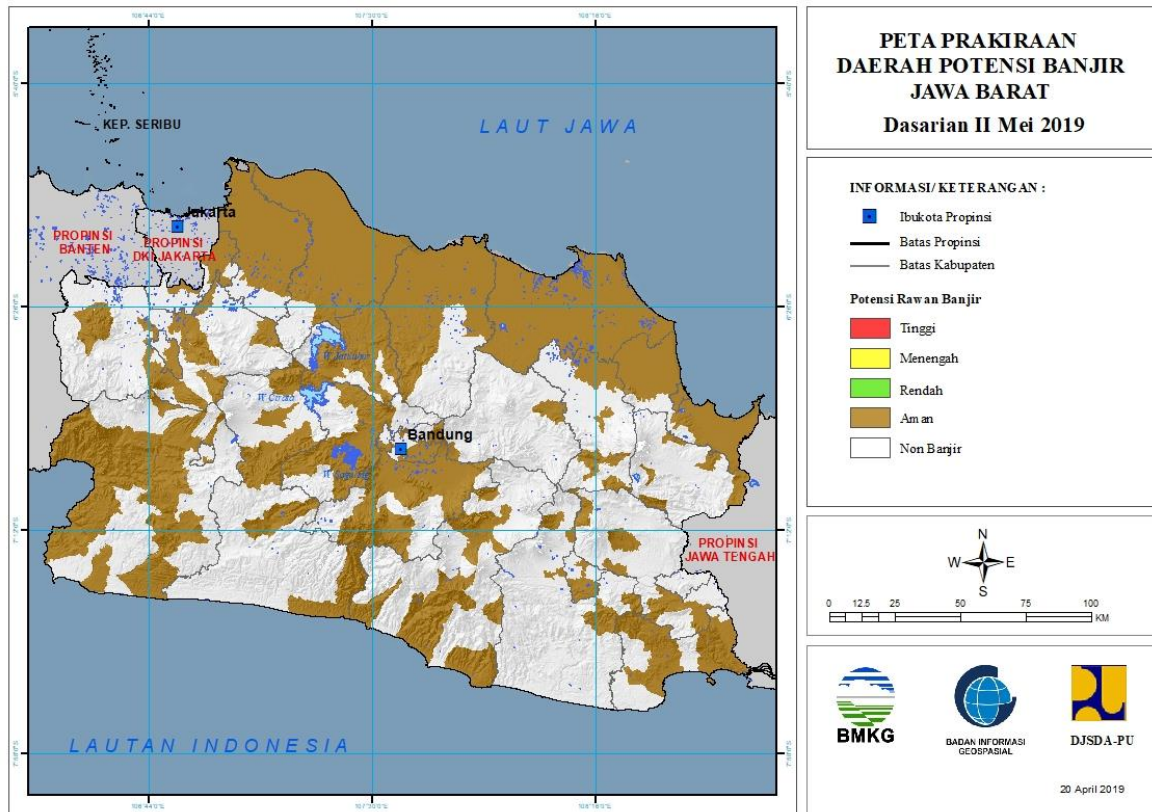 PETA PRAKIRAAN
DAERAH POTENSI BANJIR
JAWA BARAT
Dasarian II Mei 2019
INFORMASI/ KETERANGAN :
Ibukota Propinsi
Batas Propinsi
Batas Kabupaten
Potensi Rawan Banjir
Tinggi
Menengah
Rendah
Aman
Non Banjir
N
W E
S
0 12.5 25 50 75 100
KM
BMKG
BADAN INFORMASI
GEOSPASIAL
DJSDA-PU
20 April 2019
KEP. SERIBU
LAUT JAWA
Jakarta
PROPINSI
BANTEN
PROPINSI
DKI JAKARTA
W Cirata
Bandung
PROPINSI
JAWA TENGAH
LAUTAN INDONESIA